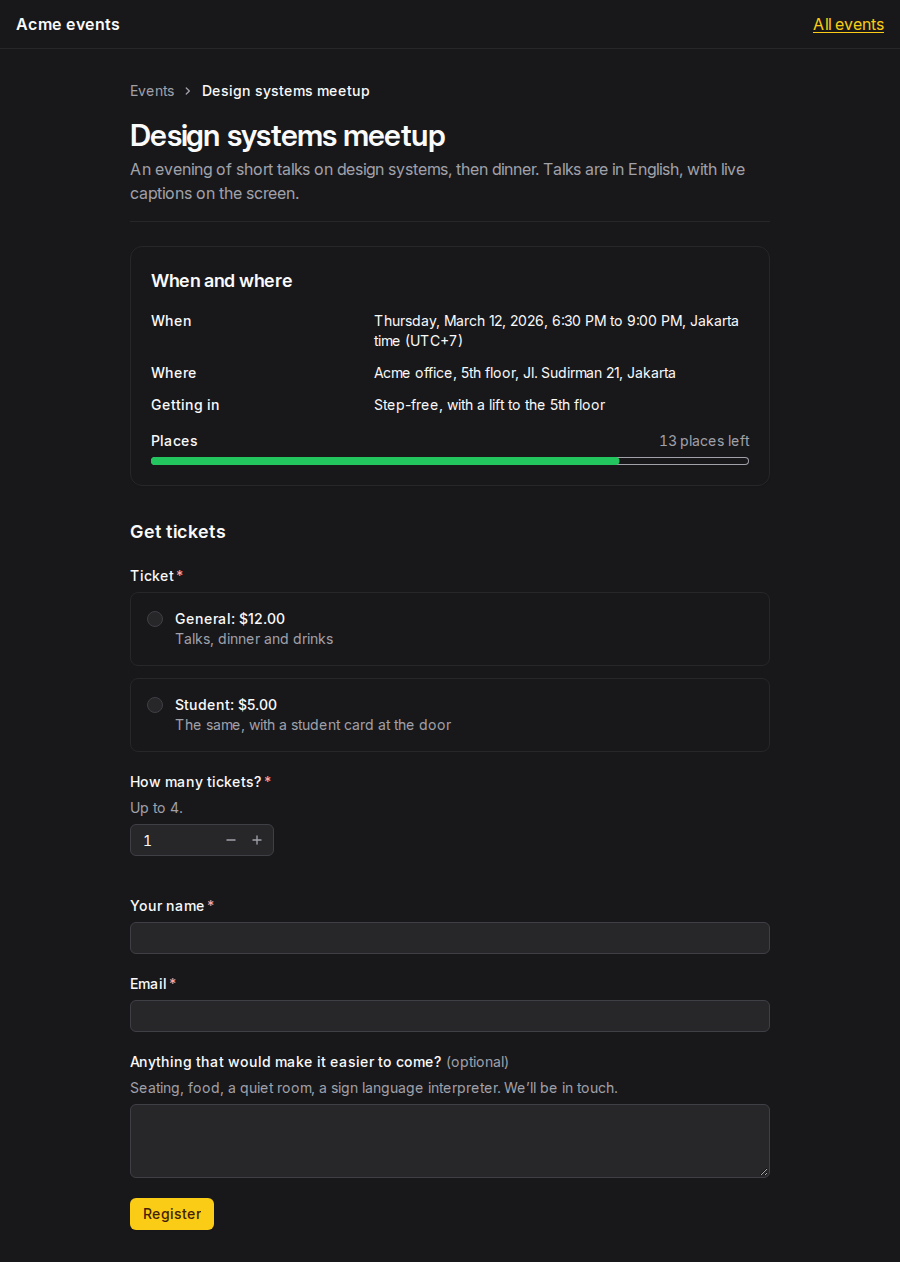 Acme events
All events
Events
Design systems meetup
Design systems meetup
An evening of short talks on design systems, then dinner. Talks are in English, with live
captions on the screen.
When and where
When
Thursday, March 12, 2026, 6:30 PM to 9:00 PM, Jakarta
time (UTC+7)
Where
Acme office, 5th floor, Jl. Sudirman 21, Jakarta
Getting in
Step-free, with a lift to the 5th floor
Places
13 places left
Get tickets
Ticket *
General: $12.00
Talks, dinner and drinks
Student: $5.00
The same, with a student card at the door
How many tickets? *
Up to 4.
1
Your name *
Email *
Anything that would make it easier to come? (optional)
Seating, food, a quiet room, a sign language interpreter. We’ll be in touch.
Register